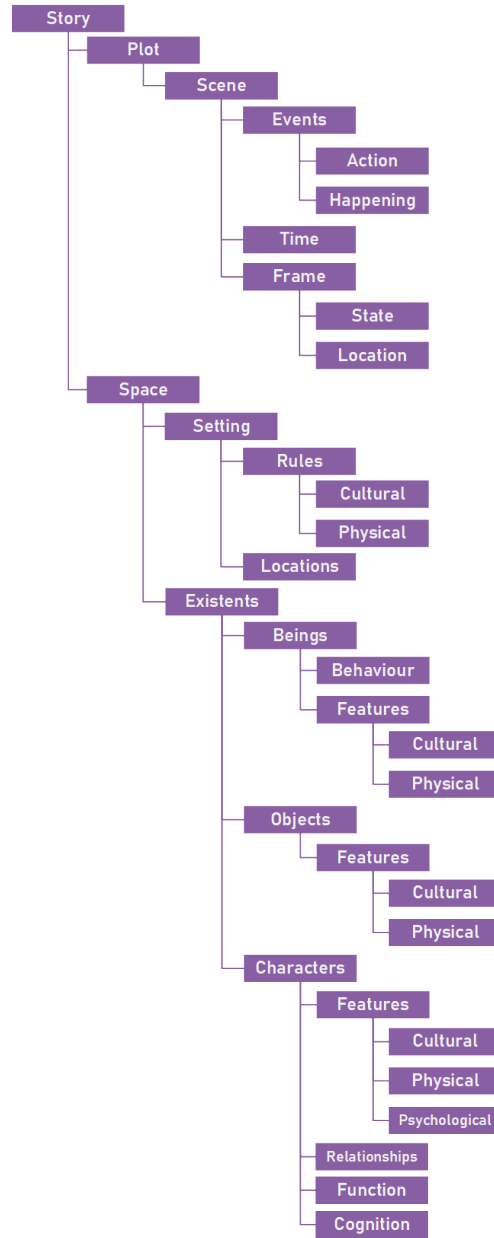 Story
Plot
Scene
Events
Action
Happening
Time
Frame
State
Location
Space
Setting
Rules
Cultural
Physical
Locations
Existents
Beings
Behaviour
Features
Cultural
Physical
Objects
Features
Cultural
Physical
Characters
Features
Cultural
Physical
Psychological
Relationships
Function
Cognition